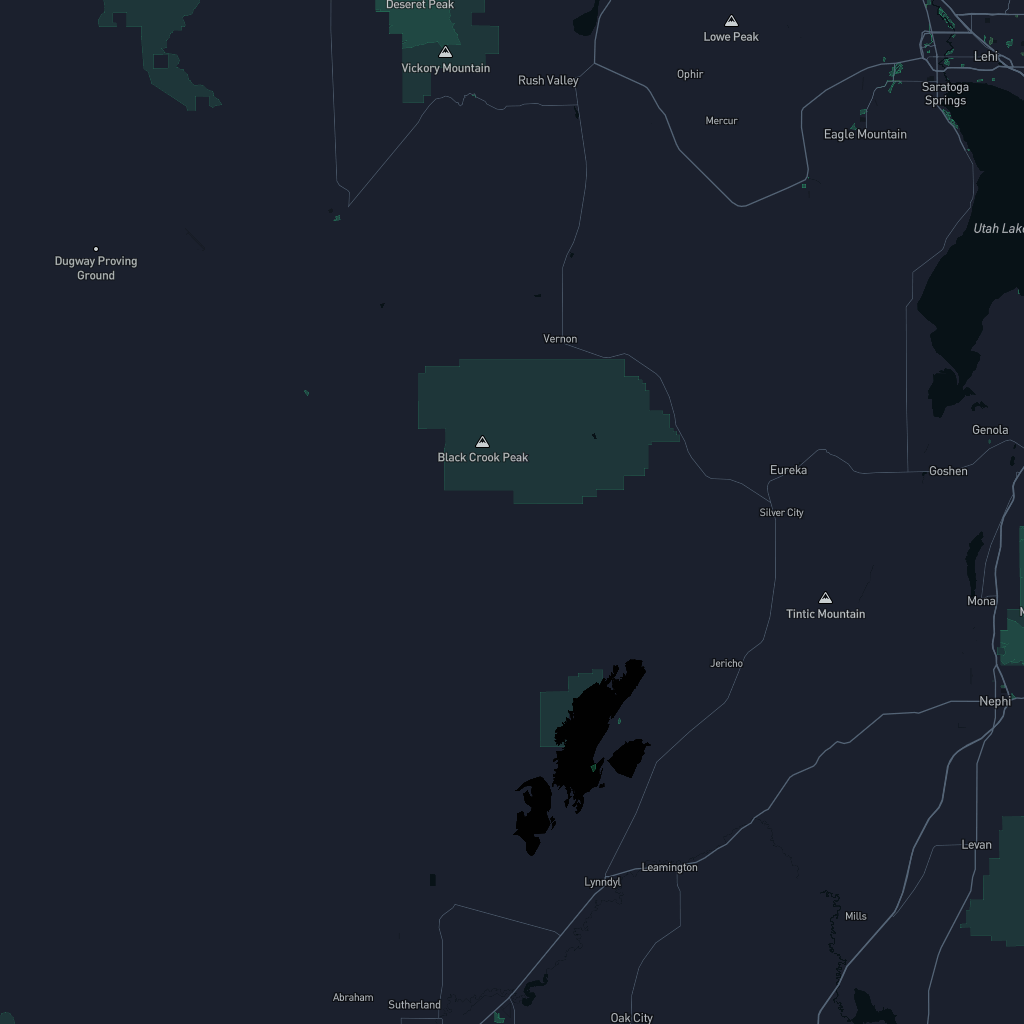 Deseret Peak
Lowe Peak
Vickory Mountain
Lehi
Rush Valley
Ophir
Saratoga
Springs
Mercur
Eagle Mountain
Utah Lake
Dugway Proving
Ground
Vernon
Genola
Black Crook Peak
Eureka
Goshen
Silver City
Mona
Tintic Mountain
Jericho
Nephi
Levan
Leamington
Lynndyl
Mills
Abraham
Sutherland
Oak City